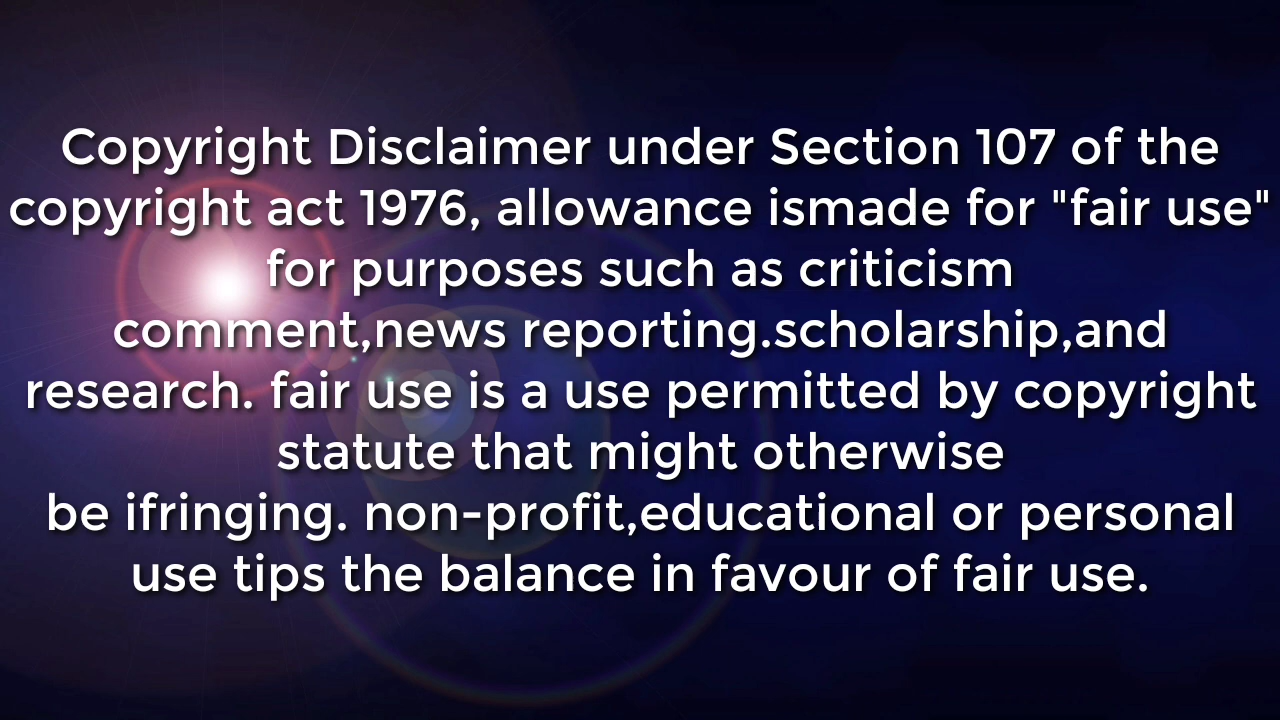 Copyright Disclaimer under Section 107 of the
copyright act 1976, allowance ismade for "fair use"
for purposes such as criticism
comment,news reporting.scholarship,and
research. fair use is a use permitted by copyright
statute that might otherwise
be ifringing. non-profit,educational or personal
use tips the balance in favour of fair use.